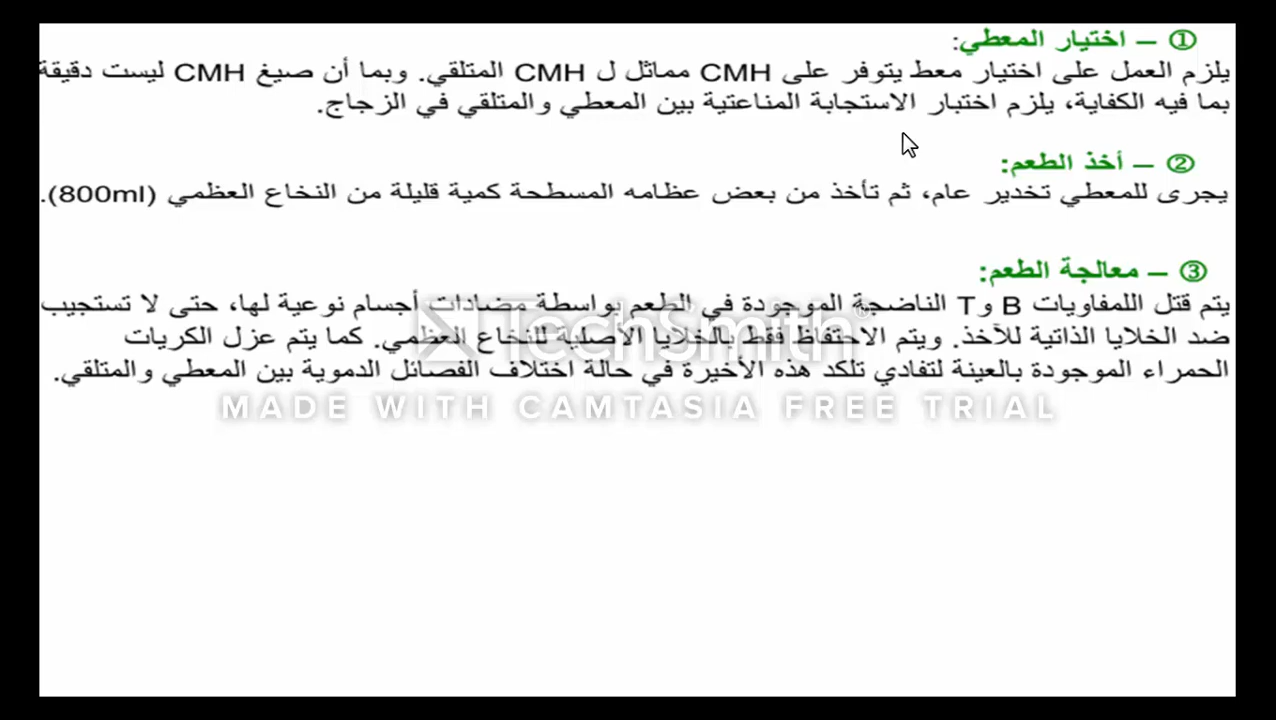 ① – اختيار المعطي:
يلزم العمل على اختيار معط يتوفر على CMH مماثل ل CMH المتلقي. وبما أن صيغ CMH ليست دقيقة
بما فيه الكفاية، يلزم اختبار الاستجابة المناعتية بين المعطي والمتلقي في الزجاج.
② – أخذ الطعم:
يجرى للمعطي تخدير عام، ثم تأخذ من بعض عظامه المسطحة كمية قليلة من النخاع العظمي (800ml).
③ – معالجة الطعم:
يتم قتل اللمفاويات B وT الناضجة الموجودة في الطعم بواسطة مضادات أجسام نوعية لها، حتى لا تستجيب
ضد الخلايا الذاتية للآخذ. ويتم الاحتفاظ فقط بالخلايا الأصلية للنخاع العظمي. كما يتم عزل الكريات
الحمراء الموجودة بالعينة لتفادي تلكد هذه الأخيرة في حالة اختلاف الفصائل الدموية بين المعطي والمتلقي.
TechSmith®
MADE WITH CAMTASIA FREE TRIAL